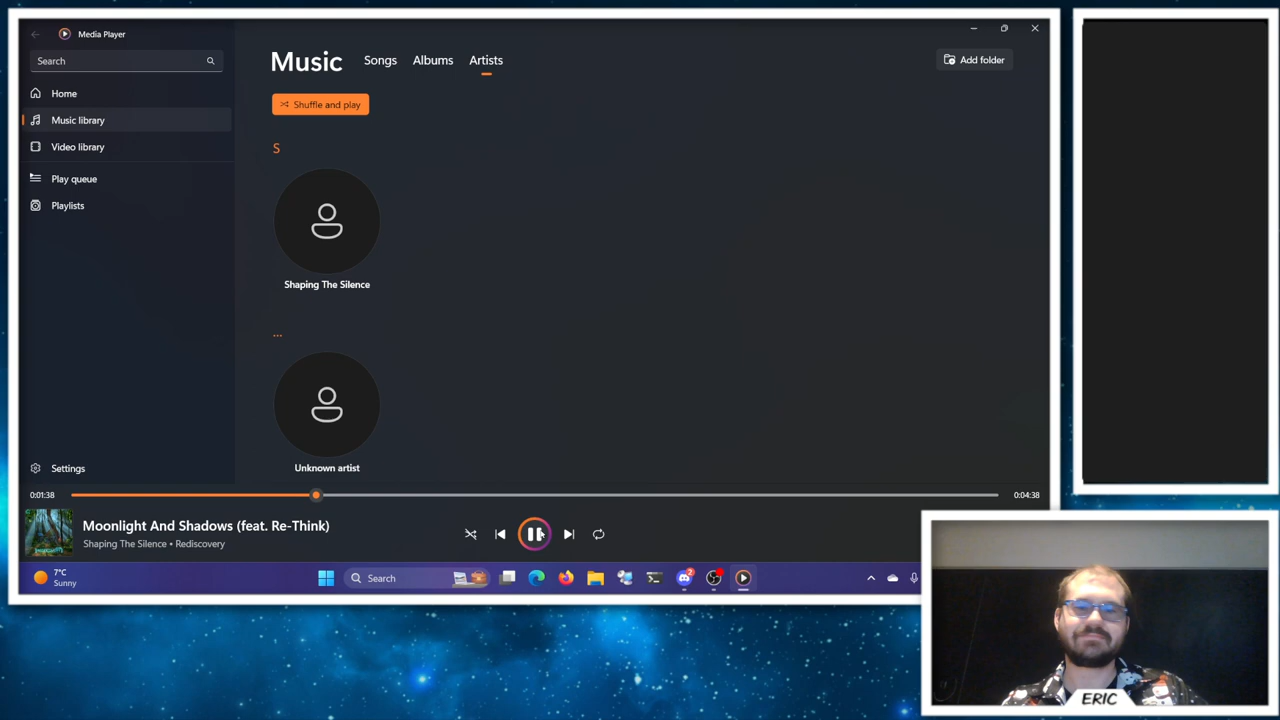 Media Player
Search
Home
Music library
Video library
Play queue
Playlists
Settings
Music
Songs
Albums
Artists
Add folder
Shuffle and play
S
Shaping The Silence
...
Unknown artist
0:01:38
0:04:38
Moonlight And Shadows (feat. Re-Think)
Shaping The Silence • Rediscovery
7°C
Sunny
Search
2
ERIC